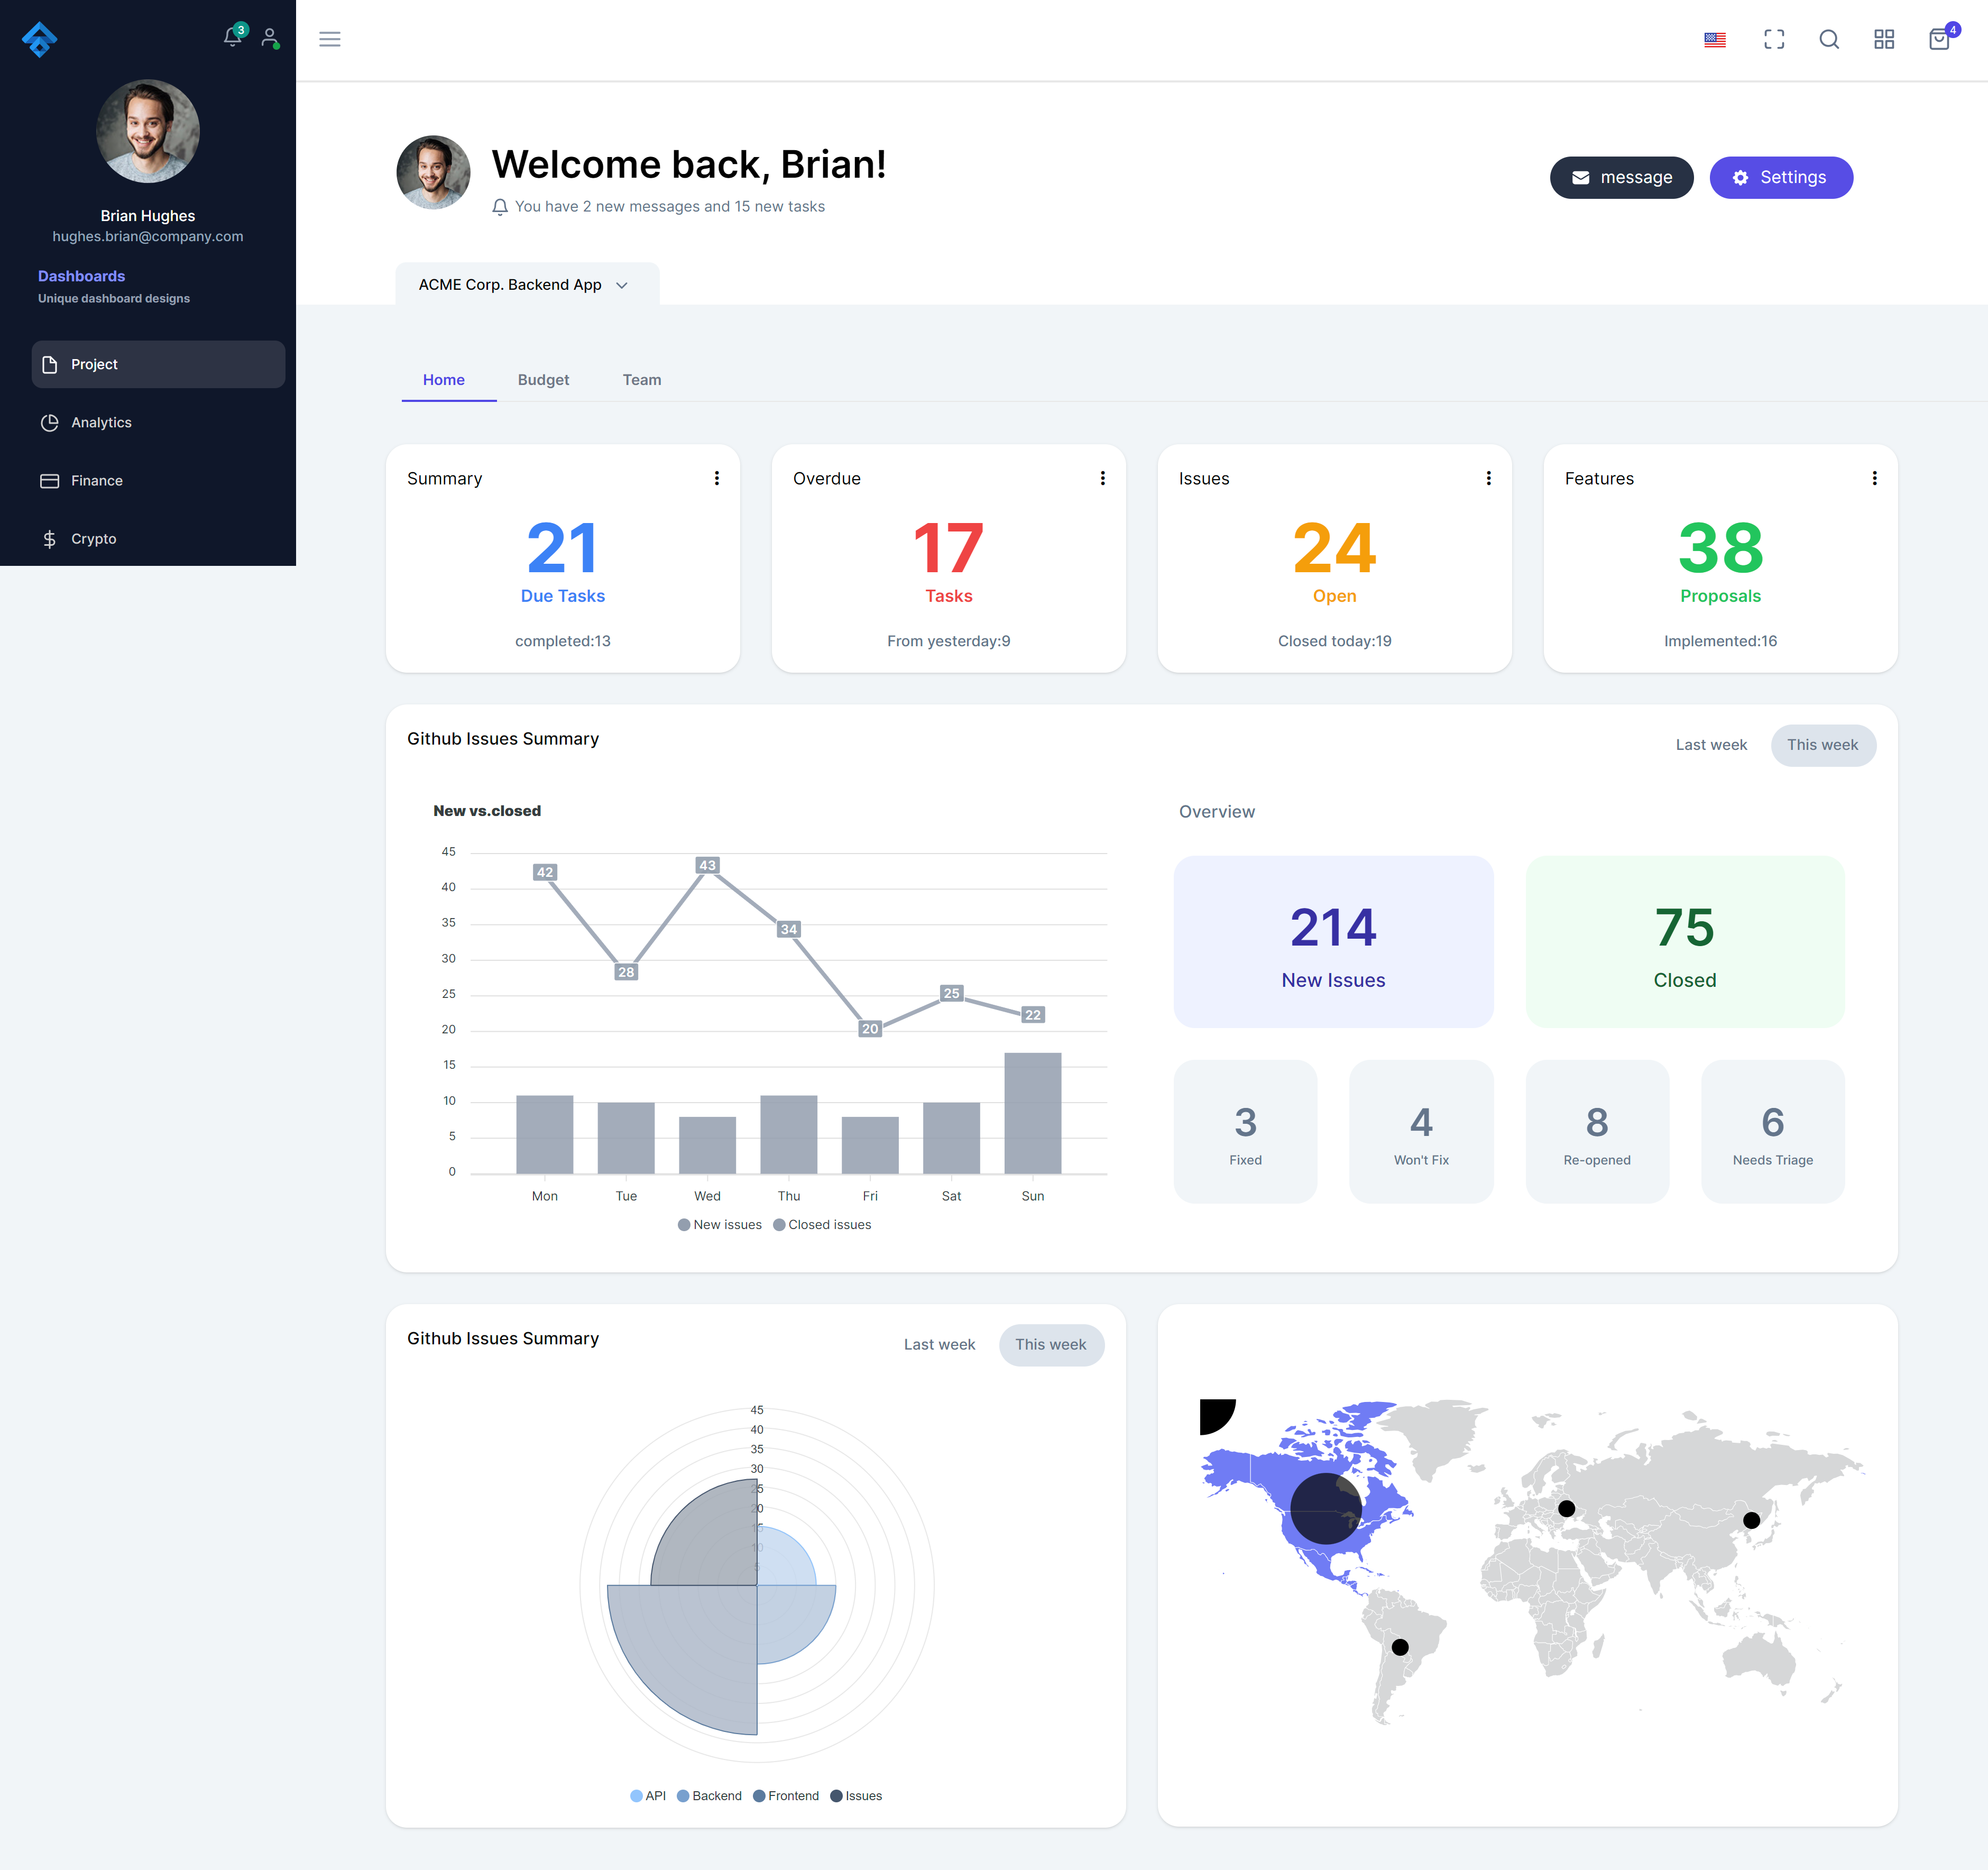 3
4
Brian Hughes
hughes.brian@company.com
Dashboards
Unique dashboard designs
Project
Analytics
Finance
Crypto
Welcome back, Brian!
You have 2 new messages and 15 new tasks
message
Settings
ACME Corp. Backend App
Home Budget Team
Summary
21
Due Tasks
completed:13
Overdue
17
Tasks
From yesterday:9
Issues
24
Open
Closed today:19
Features
38
Proposals
Implemented:16
Github Issues Summary
Last week This week
New vs.closed
45
40
35
30
25
20
15
10
5
0
42
28
43
34
20
25
22
Mon Tue Wed Thu Fri Sat Sun
New issues Closed issues
Overview
214
New Issues
75
Closed
3
Fixed
4
Won't Fix
8
Re-opened
6
Needs Triage
Github Issues Summary
Last week This week
45
40
35
30
25
20
15
10
5
API Backend Frontend Issues